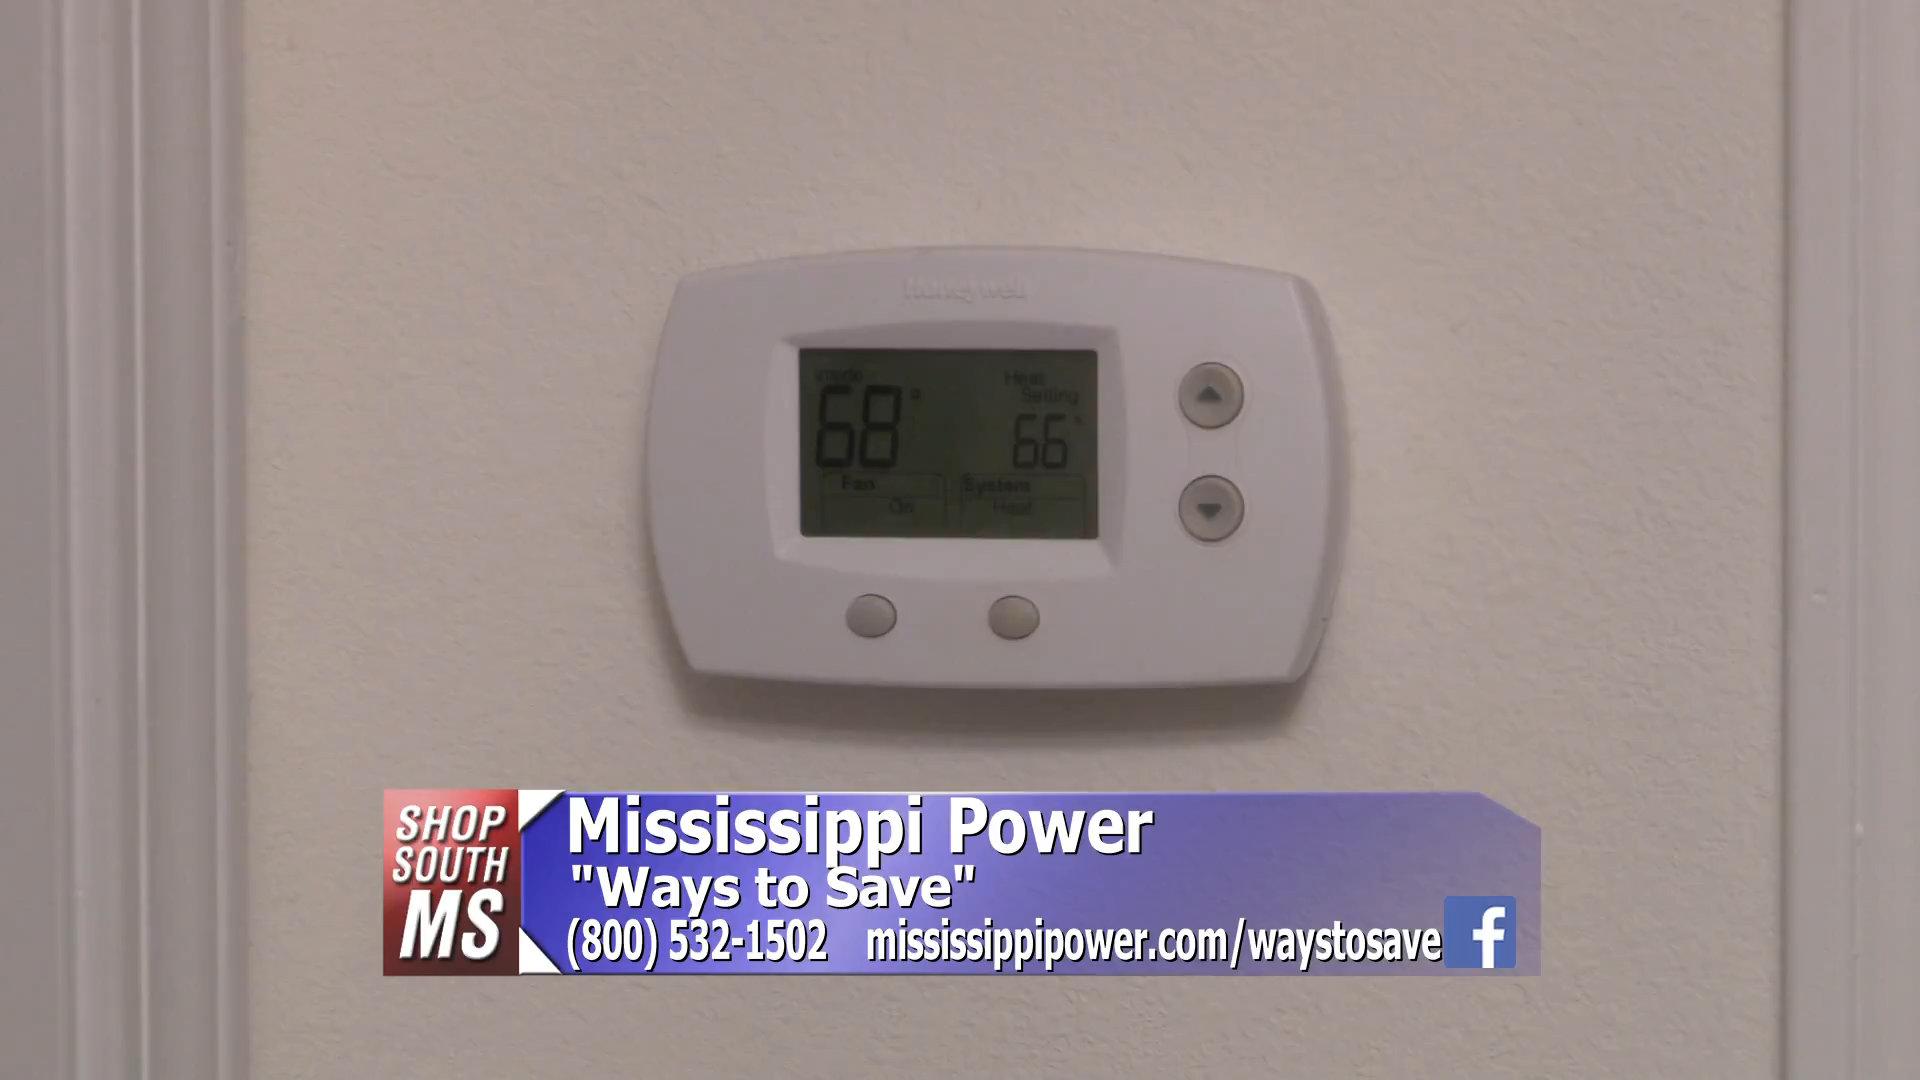 Honeywell
Inside
68°
Heat
Setting
66°
Fan
On
System
Heat
SHOP
SOUTH
MS
Mississippi Power
"Ways to Save"
(800) 532-1502 mississippipower.com/waystosave
f